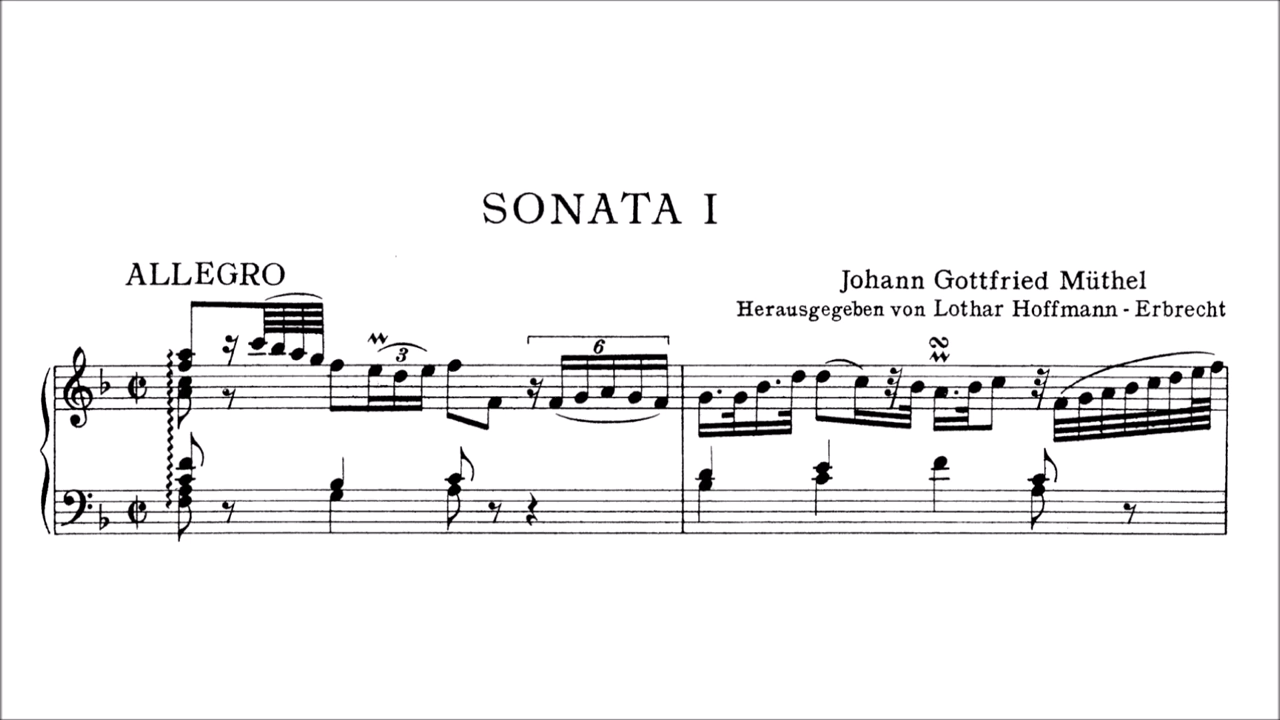 SONATA I
ALLEGRO
Johann Gottfried Müthel
Herausgegeben von Lothar Hoffmann - Erbrecht
3
6